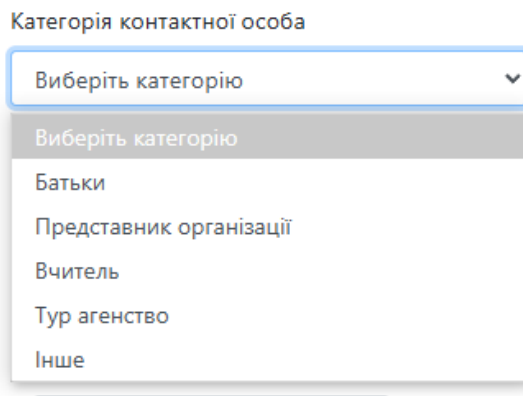 Категорія контактної особа
Виберіть категорію
Виберіть категорію
Батьки
Представник організації
Вчитель
Тур агенство
Інше